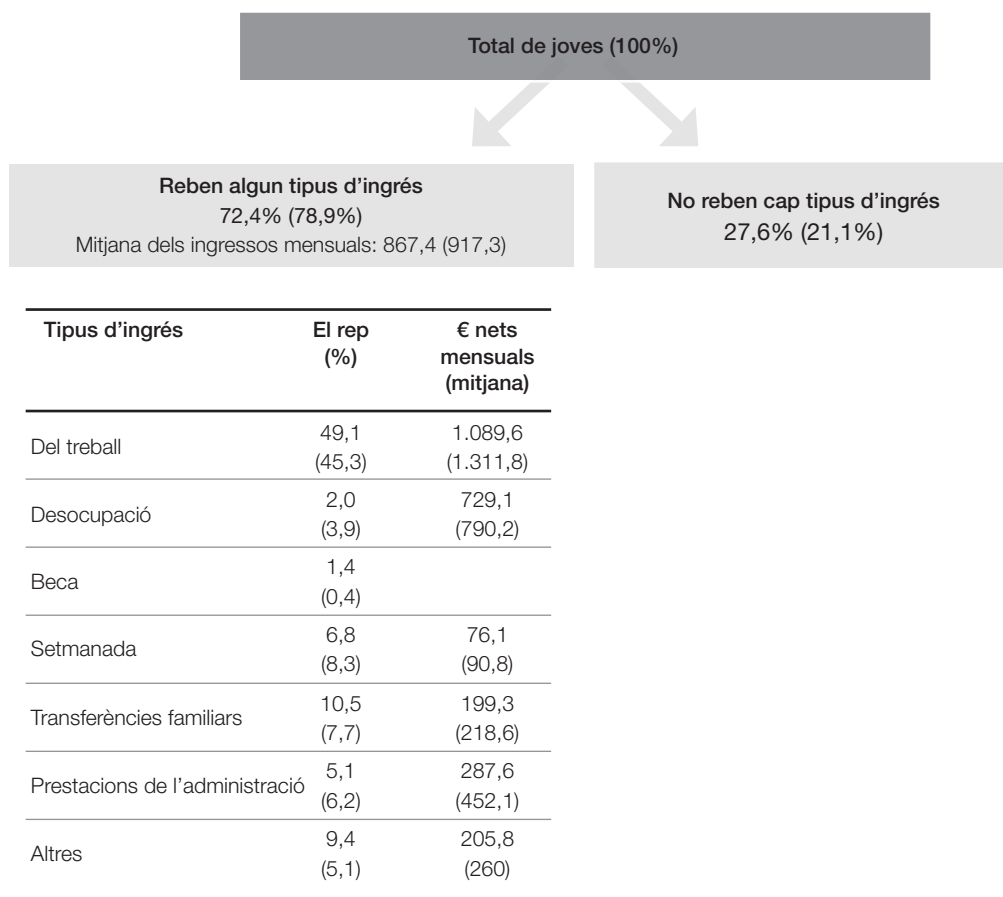 Total de joves (100%)
Reben algun tipus d’ingrés
72,4% (78,9%)
Mitjana dels ingressos mensuals: 867,4 (917,3)
No reben cap tipus d’ingrés
27,6% (21,1%)
Tipus d’ingrés El rep € nets
(%) mensuals
(mitjana)
Del treball 49,1 1.089,6
(45,3) (1.311,8)
Desocupació 2,0 729,1
(3,9) (790,2)
Beca 1,4
(0,4)
Setmanada 6,8 76,1
(8,3) (90,8)
Transferències familiars 10,5 199,3
(7,7) (218,6)
Prestacions de l’administració 5,1 287,6
(6,2) (452,1)
Altres 9,4 205,8
(5,1) (260)